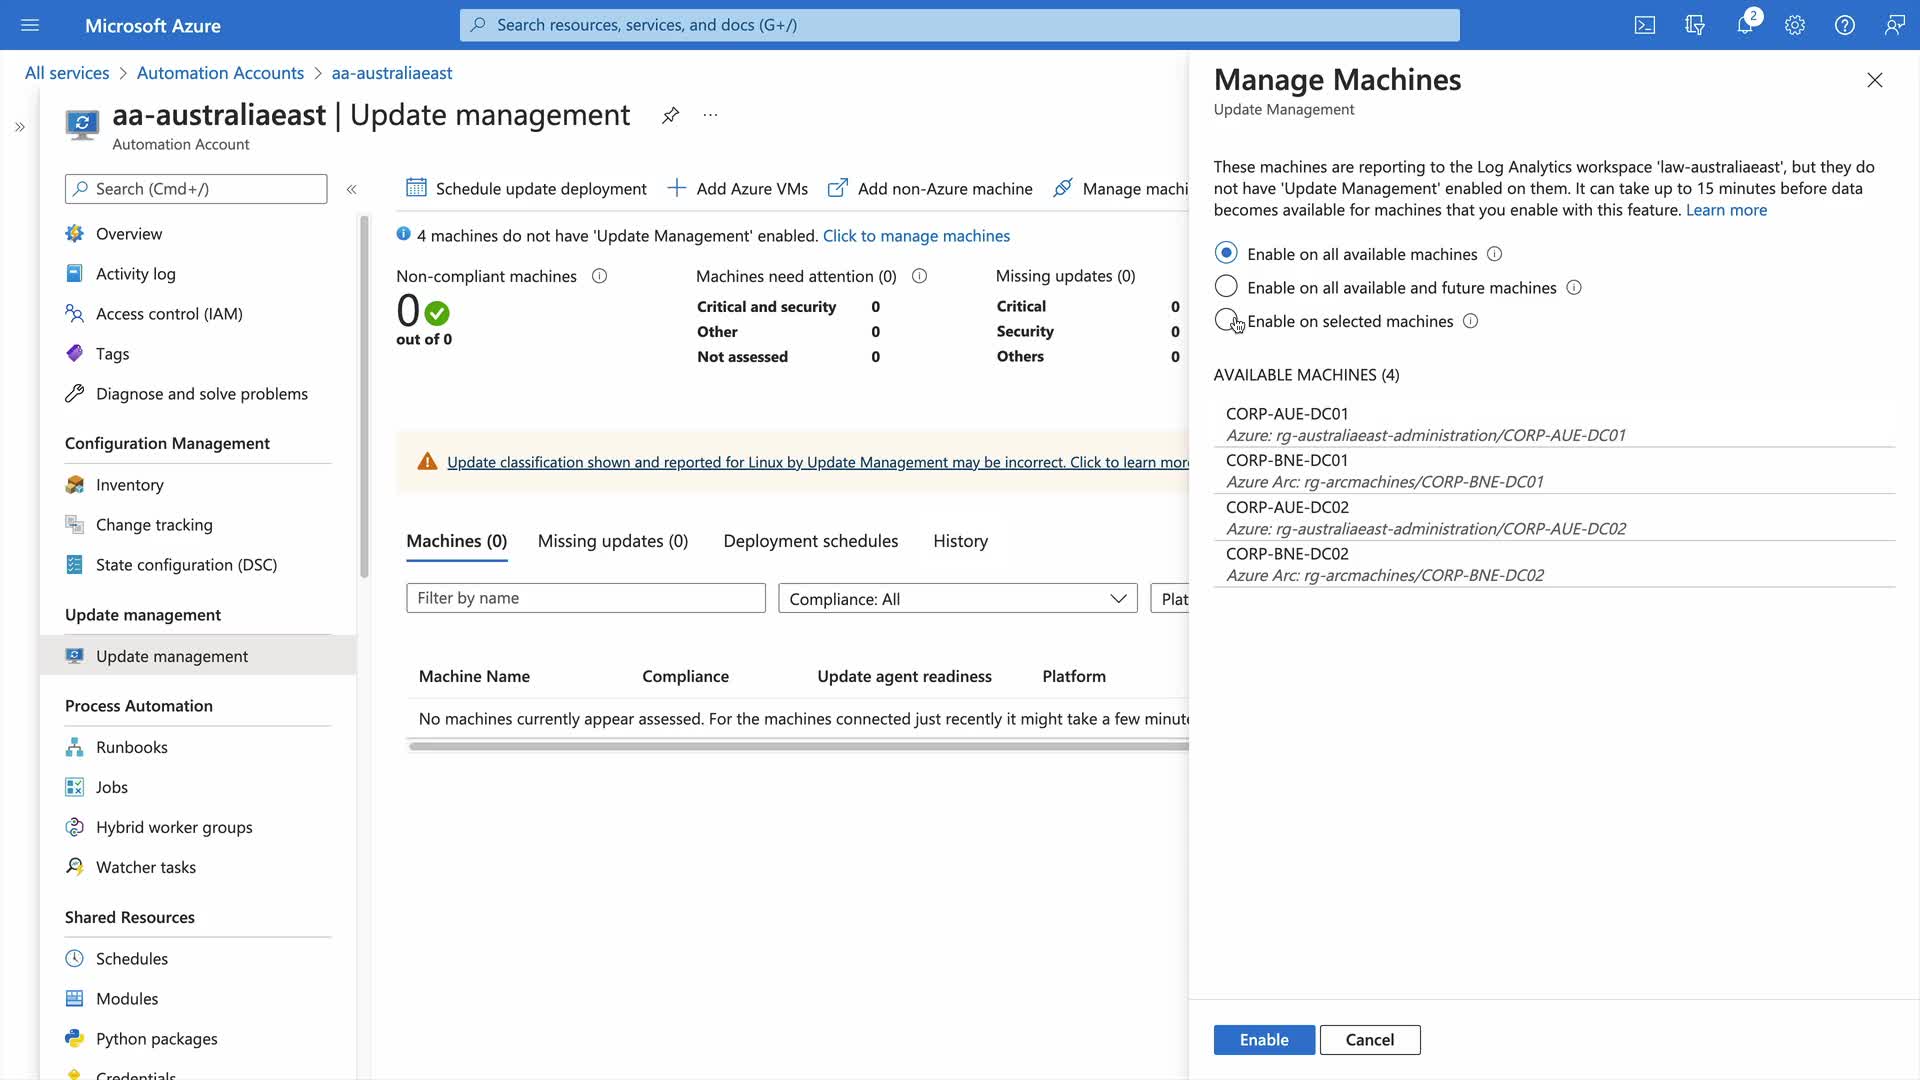 Microsoft Azure
Search resources, services, and docs (G+/)
2
All services > Automation Accounts > aa-australiaeast
aa-australiaeast | Update management
Automation Account
Search (Cmd+/)
Overview
Activity log
Access control (IAM)
Tags
Diagnose and solve problems
Configuration Management
Inventory
Change tracking
State configuration (DSC)
Update management
Update management
Process Automation
Runbooks
Jobs
Hybrid worker groups
Watcher tasks
Shared Resources
Schedules
Modules
Python packages
Credentials
Schedule update deployment
Add Azure VMs
Add non-Azure machine
Manage machi
4 machines do not have 'Update Management' enabled. Click to manage machines
Non-compliant machines
0
out of 0
Machines need attention (0)
Critical and security 0
Other 0
Not assessed 0
Missing updates (0)
Critical 0
Security 0
Others 0
Update classification shown and reported for Linux by Update Management may be incorrect. Click to learn more
Machines (0)
Missing updates (0)
Deployment schedules
History
Filter by name
Compliance: All
Plat
Machine Name
Compliance
Update agent readiness
Platform
No machines currently appear assessed. For the machines connected just recently it might take a few minute
Manage Machines
Update Management
These machines are reporting to the Log Analytics workspace 'law-australiaeast', but they do
not have 'Update Management' enabled on them. It can take up to 15 minutes before data
becomes available for machines that you enable with this feature. Learn more
Enable on all available machines
Enable on all available and future machines
Enable on selected machines
AVAILABLE MACHINES (4)
CORP-AUE-DC01
Azure: rg-australiaeast-administration/CORP-AUE-DC01
CORP-BNE-DC01
Azure Arc: rg-arcmachines/CORP-BNE-DC01
CORP-AUE-DC02
Azure: rg-australiaeast-administration/CORP-AUE-DC02
CORP-BNE-DC02
Azure Arc: rg-arcmachines/CORP-BNE-DC02
Enable
Cancel